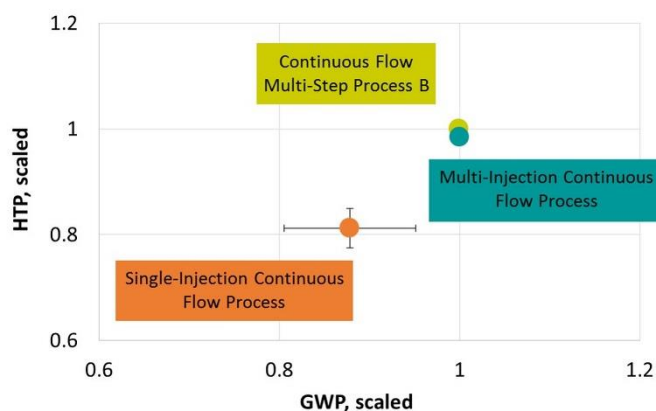 1.2
Continuous Flow
Multi-Step Process B
1
HTP, scaled
Multi-Injection Continuous
Flow Process
0.8
Single-Injection Continuous
Flow Process
0.6
0.6 0.8 1 1.2
GWP, scaled